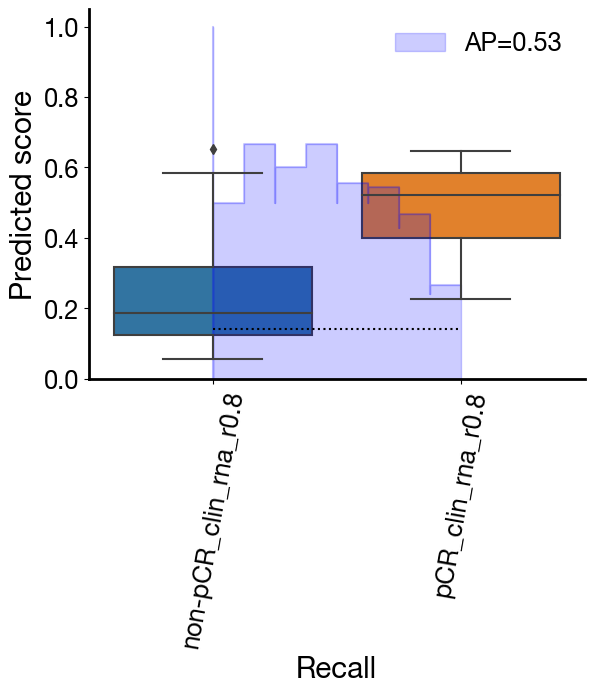 AP=0.53
Predicted score
1.0
0.8
0.6
0.4
0.2
0.0
non-pCR_clin_rna_r0.8
pCR_clin_rna_r0.8
Recall